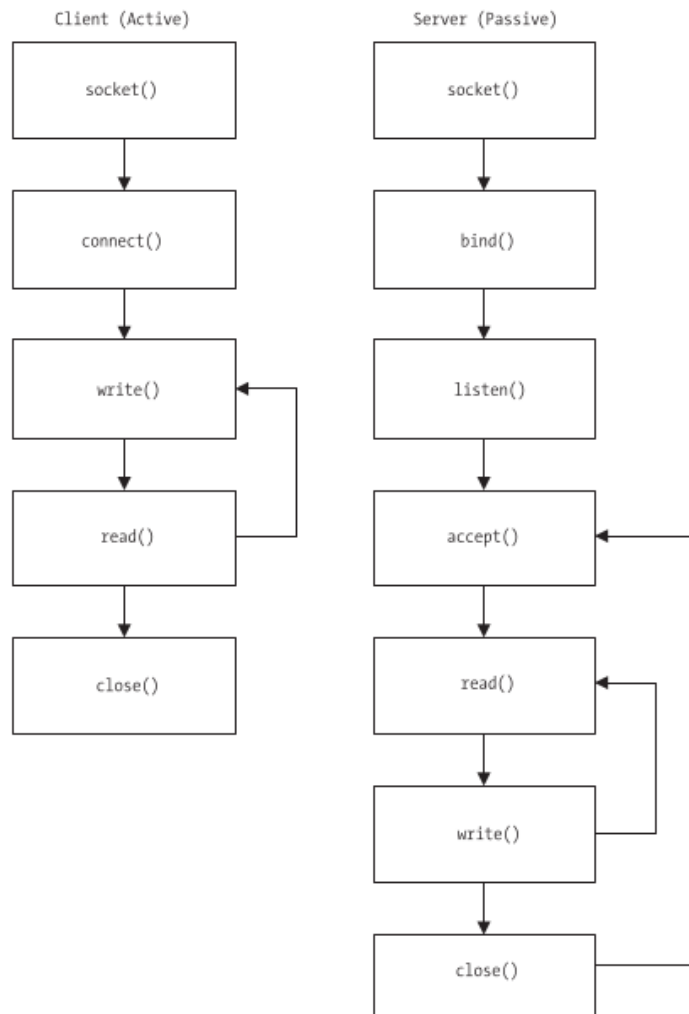 Client (Active)
socket()
connect()
write()
read()
close()
Server (Passive)
socket()
bind()
listen()
accept()
read()
write()
close()